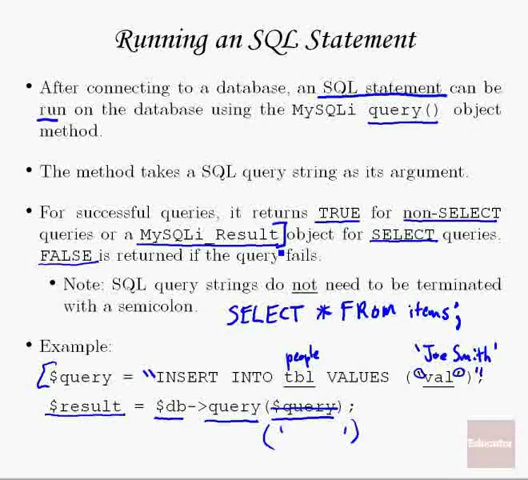 Running an SQL Statement
• After connecting to a database, an SQL statement can be
run on the database using the MySQLi query() object
method.
• The method takes a SQL query string as its argument.
• For successful queries, it returns TRUE for non-SELECT
queries or a MySQLi_Result object for SELECT queries.
FALSE is returned if the query fails.
• Note: SQL query strings do not need to be terminated
with a semicolon.
SELECT * FROM items;
• Example:
people 'Joe Smith'
$query = "INSERT INTO tbl VALUES ('val')";
$result = $db->query($query);
(' ')
Educator